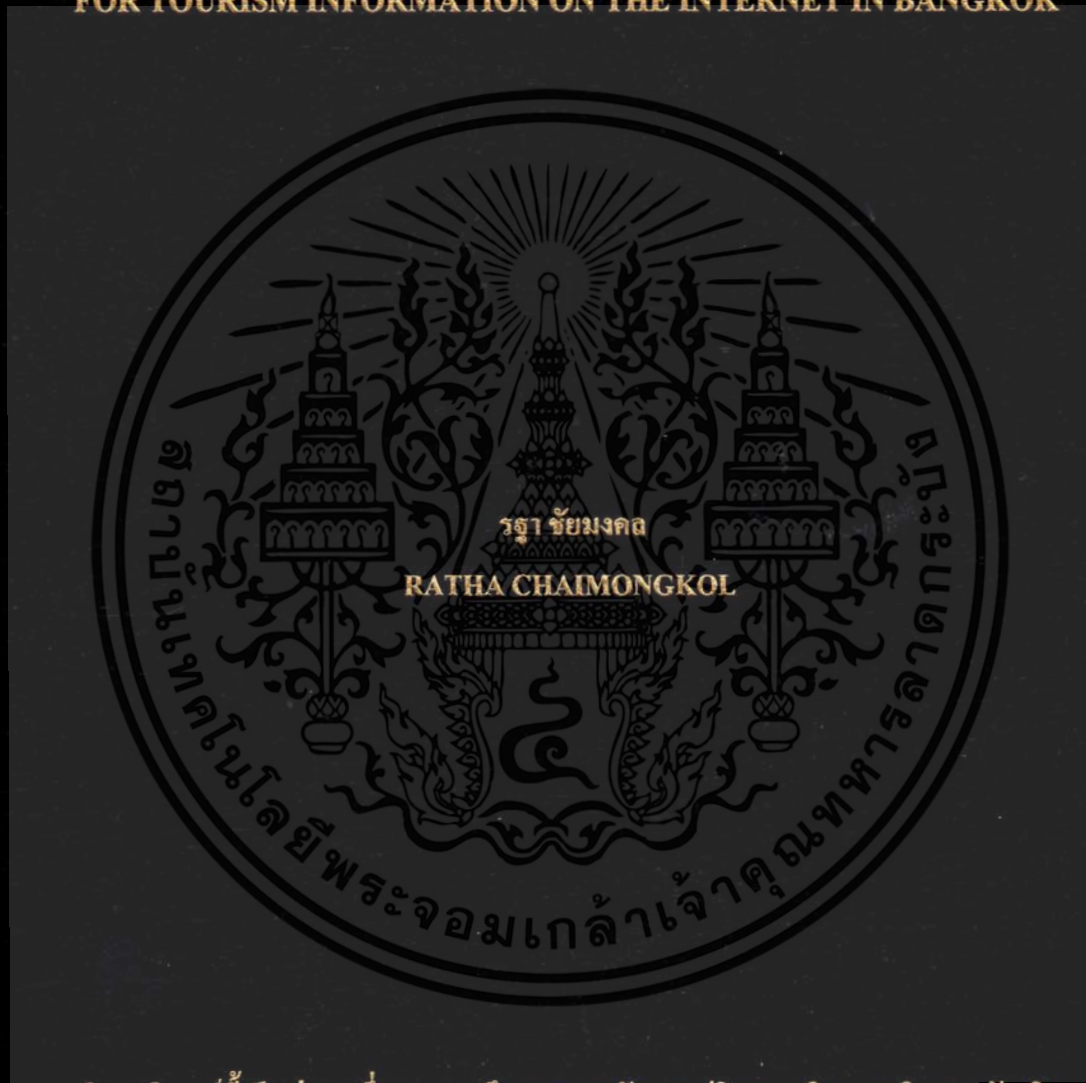 FOR TOURISM INFORMATION ON THE INTERNET IN BANGKOK
รฐา ชัยมงคล
RATHA CHAIMONGKOL
สถาบันเทคโนโลยีพระจอมเกล้าเจ้าคุณทหารลาดกระบัง
๔